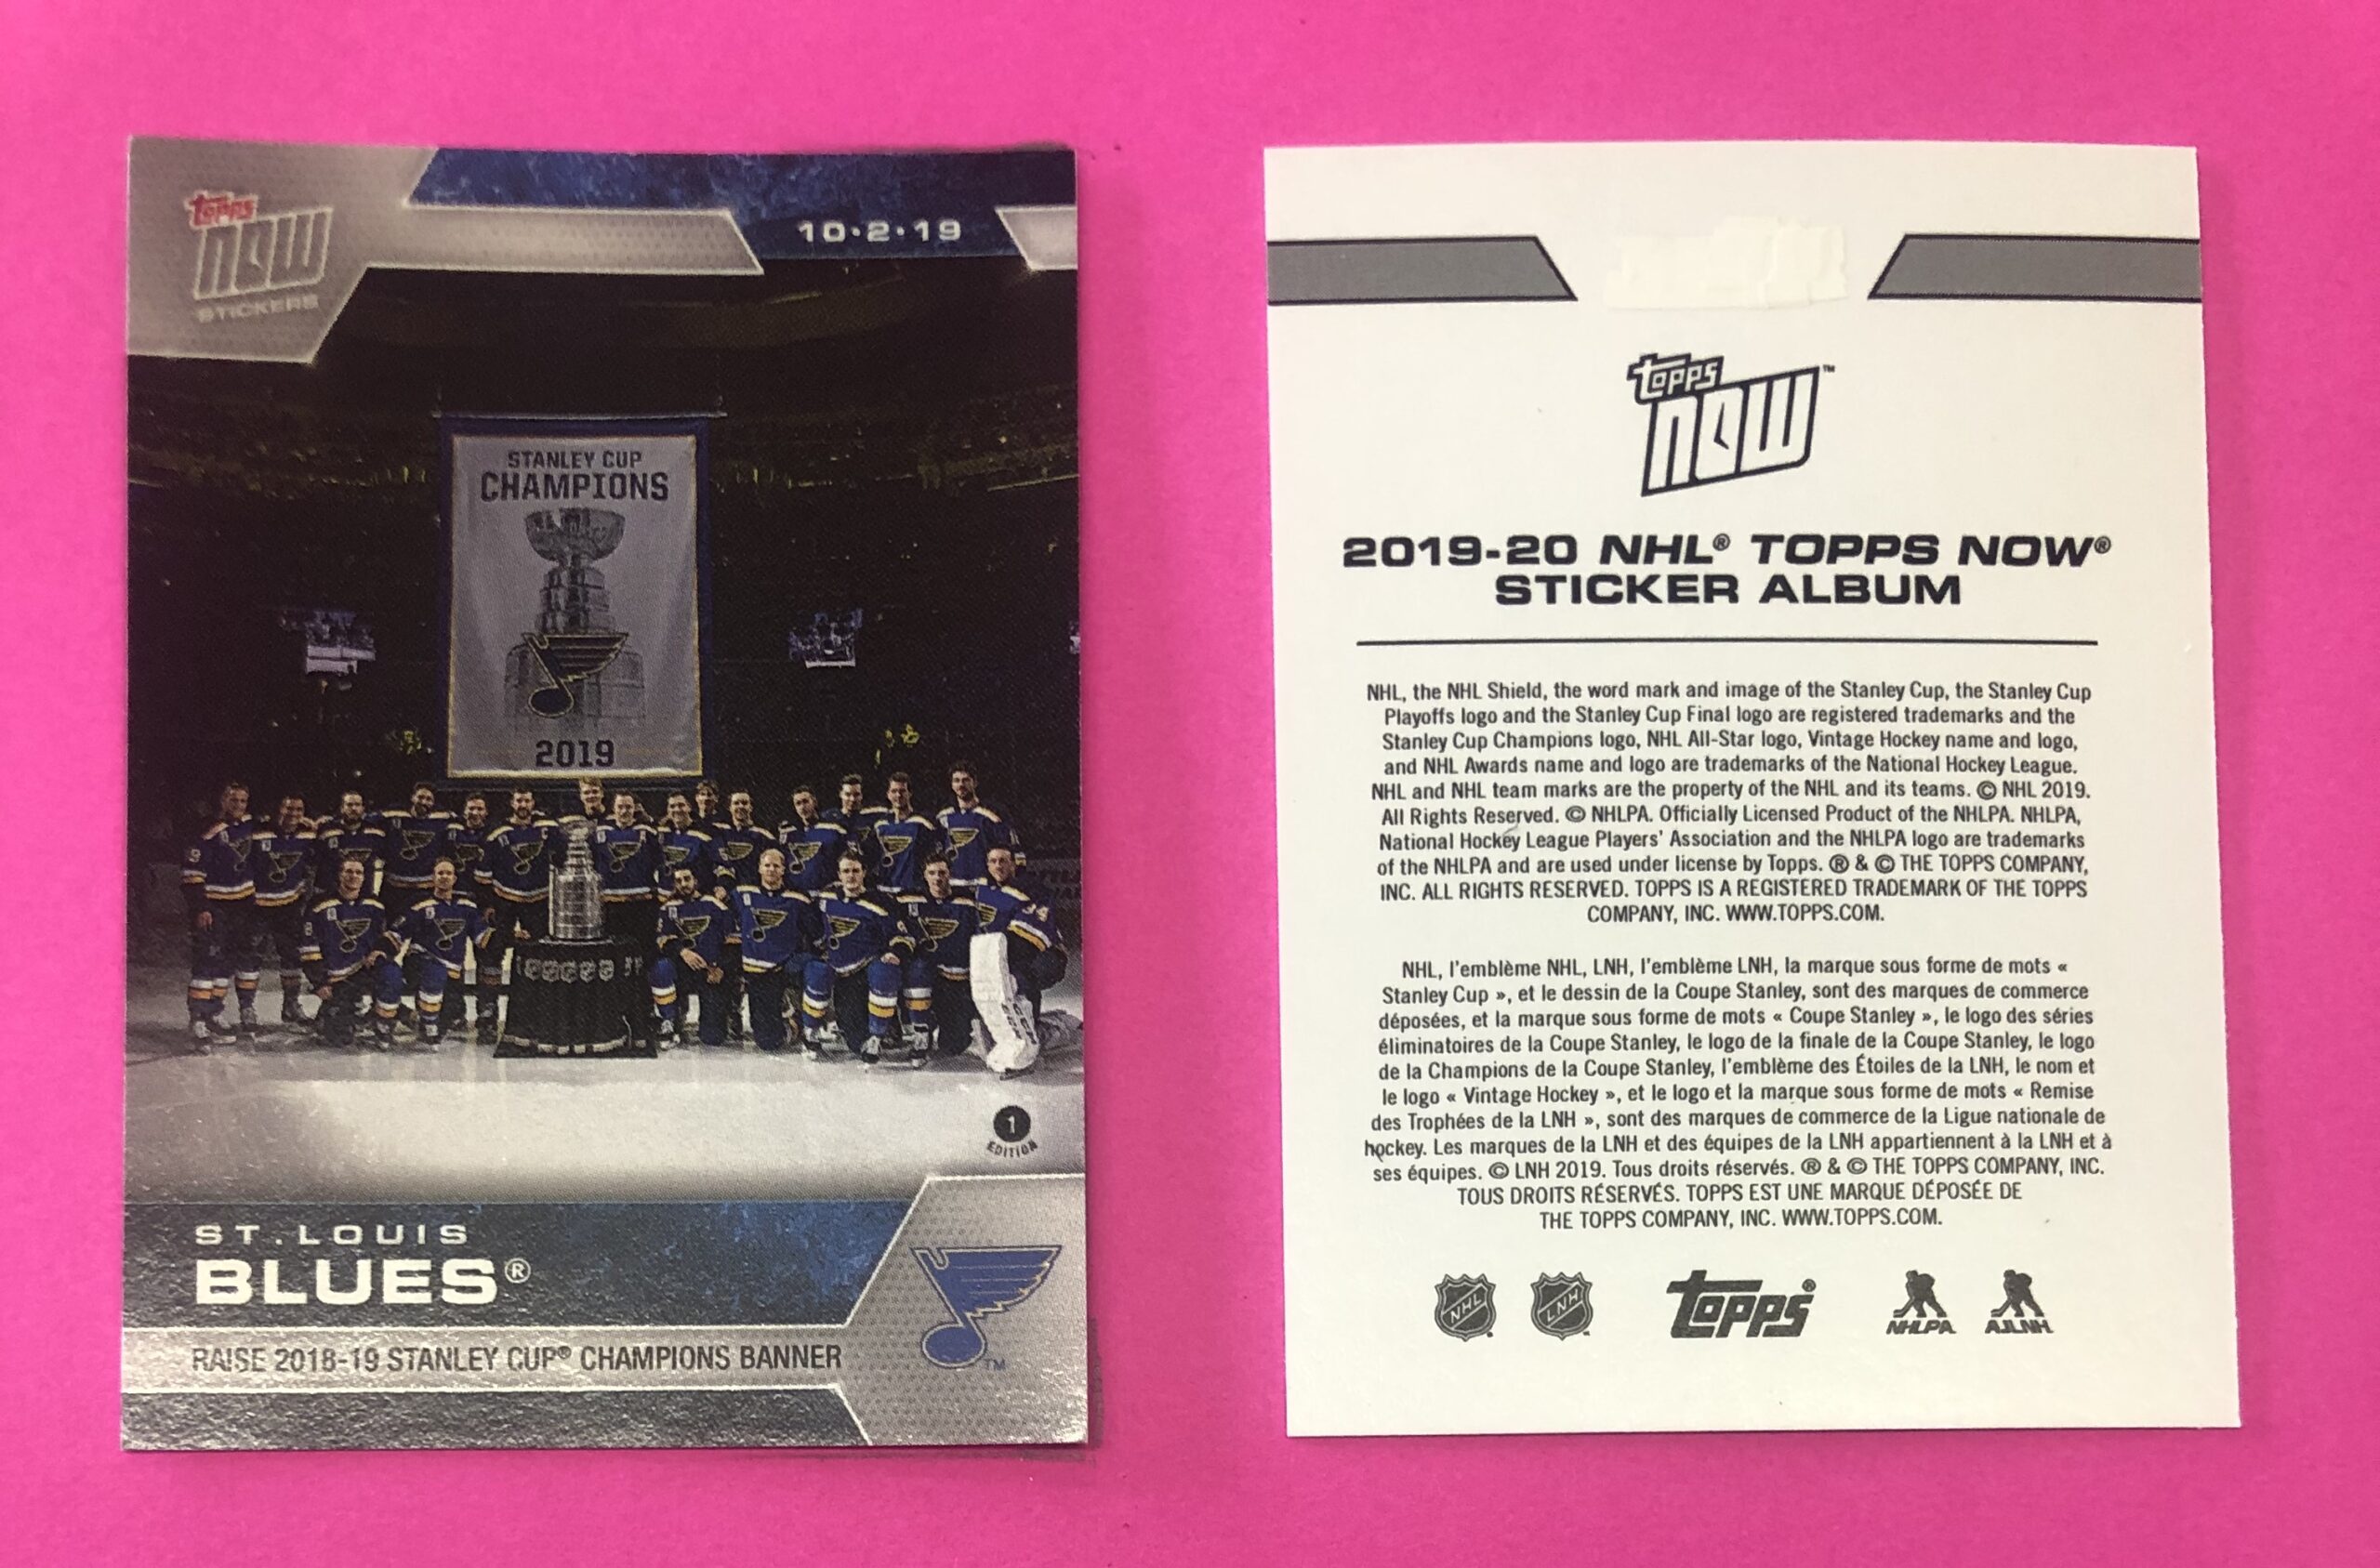 topps
now
STICKERS
10•2•19
STANLEY CUP
CHAMPIONS
2019
1
EDITION
ST. LOUIS
BLUES®
RAISE 2018-19 STANLEY CUP® CHAMPIONS BANNER
TM
topps
now™
2019-20 NHL® TOPPS NOW®
STICKER ALBUM
NHL, the NHL Shield, the word mark and image of the Stanley Cup, the Stanley Cup
Playoffs logo and the Stanley Cup Final logo are registered trademarks and the
Stanley Cup Champions logo, NHL All-Star logo, Vintage Hockey name and logo,
and NHL Awards name and logo are trademarks of the National Hockey League.
NHL and NHL team marks are the property of the NHL and its teams. © NHL 2019.
All Rights Reserved. © NHLPA. Officially Licensed Product of the NHLPA. NHLPA,
National Hockey League Players' Association and the NHLPA logo are trademarks
of the NHLPA and are used under license by Topps. ® & © THE TOPPS COMPANY,
INC. ALL RIGHTS RESERVED. TOPPS IS A REGISTERED TRADEMARK OF THE TOPPS
COMPANY, INC. WWW.TOPPS.COM.
NHL, l'emblème NHL, LNH, l'emblème LNH, la marque sous forme de mots «
Stanley Cup », et le dessin de la Coupe Stanley, sont des marques de commerce
déposées, et la marque sous forme de mots « Coupe Stanley », le logo des séries
éliminatoires de la Coupe Stanley, le logo de la finale de la Coupe Stanley, le logo
de la Champions de la Coupe Stanley, l'emblème des Étoiles de la LNH, le nom et
le logo « Vintage Hockey », et le logo et la marque sous forme de mots « Remise
des Trophées de la LNH », sont des marques de commerce de la Ligue nationale de
hockey. Les marques de la LNH et des équipes de la LNH appartiennent à la LNH et à
ses équipes. © LNH 2019. Tous droits réservés. ® & © THE TOPPS COMPANY, INC.
TOUS DROITS RÉSERVÉS. TOPPS EST UNE MARQUE DÉPOSÉE DE
THE TOPPS COMPANY, INC. WWW.TOPPS.COM.
NHL LNH topps® NHLPA AJLNH